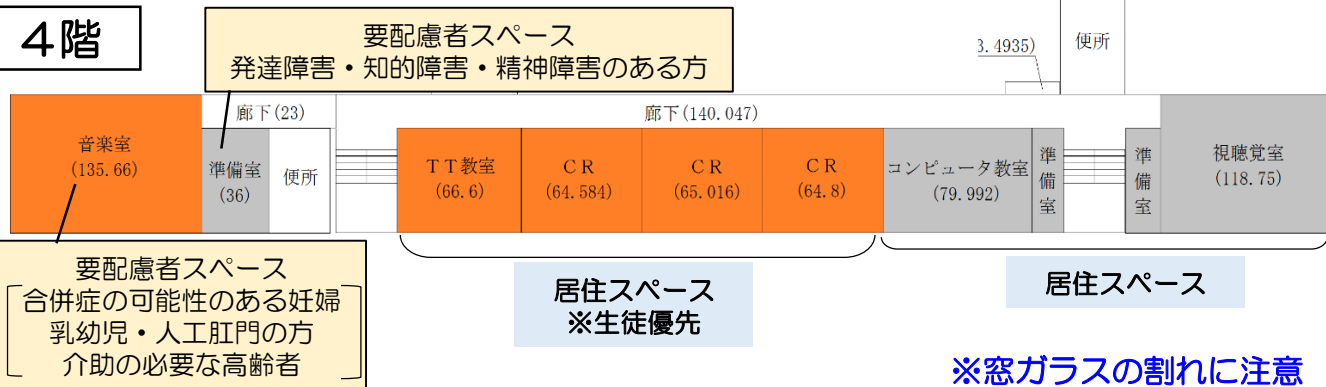 4階
要配慮者スペース
発達障害・知的障害・精神障害のある方
3.4935)
便所
廊下(23)
廊下(140.047)
音楽室
(135.66)
準備室
(36)
便所
TT教室
(66.6)
CR
(64.584)
CR
(65.016)
CR
(64.8)
コンピュータ教室
(79.992)
準備室
準備室
視聴覚室
(118.75)
要配慮者スペース
合併症の可能性のある妊婦
乳幼児・人工肛門の方
介助の必要な高齢者
居住スペース
※生徒優先
居住スペース
※窓ガラスの割れに注意